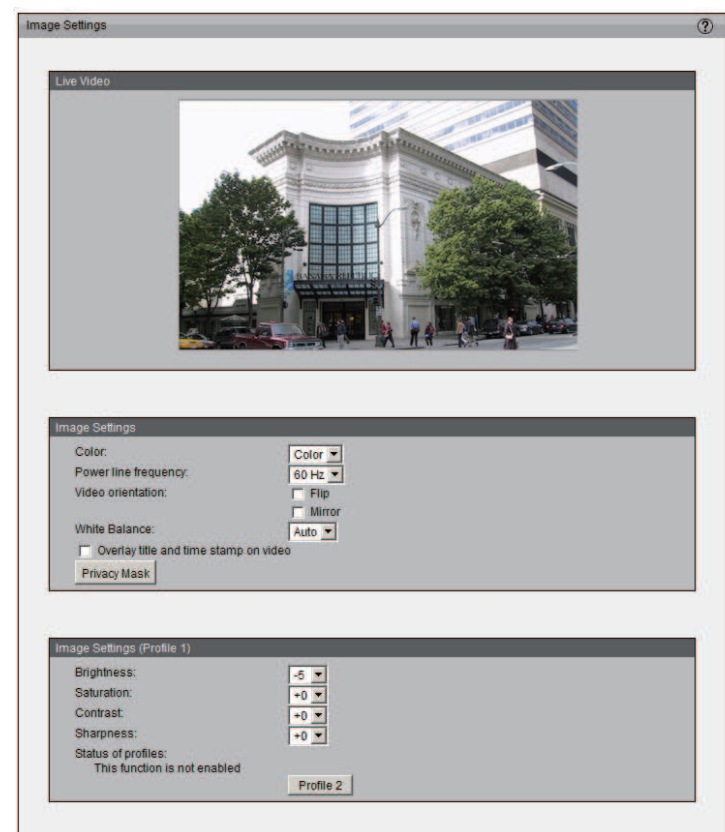 Image Settings ?
Live Video
Image Settings
Color: Color
Power line frequency: 60 Hz
Video orientation: Flip
Mirror
White Balance: Auto
Overlay title and time stamp on video
Privacy Mask
Image Settings (Profile 1)
Brightness: -5
Saturation: +0
Contrast: +0
Sharpness: +0
Status of profiles:
This function is not enabled
Profile 2